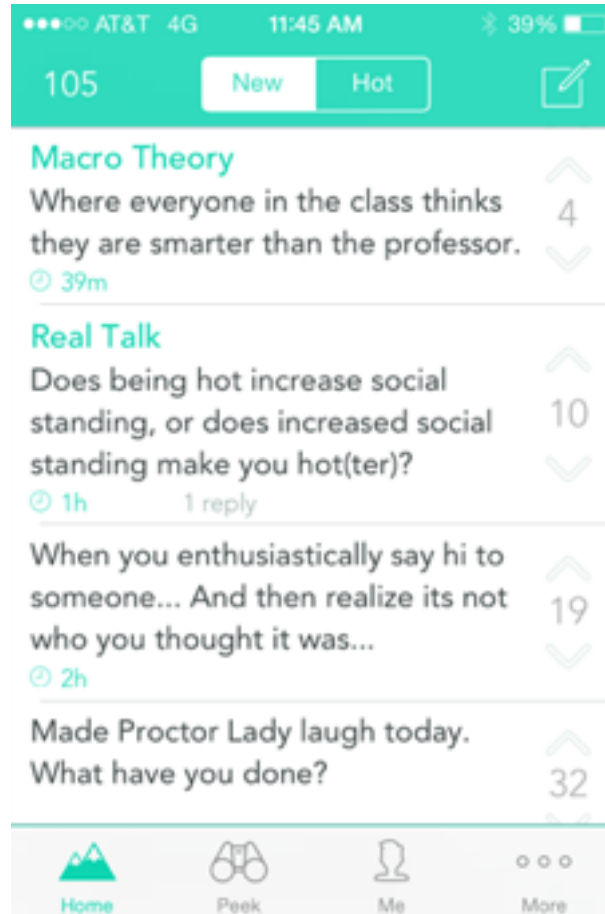 AT&T 4G 11:45 AM 39%
105 New Hot
Macro Theory
Where everyone in the class thinks
they are smarter than the professor.
4
39m
Real Talk
Does being hot increase social
standing, or does increased social
standing make you hot(ter)?
10
1h 1 reply
When you enthusiastically say hi to
someone... And then realize its not
who you thought it was...
19
2h
Made Proctor Lady laugh today.
What have you done?
32
Home Peek Me More